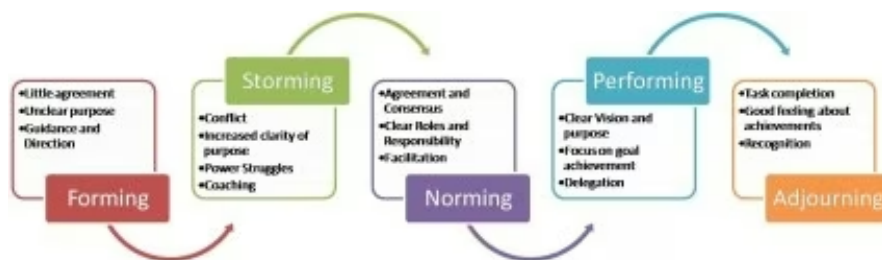 •Little agreement
•Unclear purpose
•Guidance and
Direction
Forming
Storming
•Conflict
•Increased clarity of
purpose
•Power Struggles
•Coaching
•Agreement and
Consensus
•Clear Roles and
Responsibility
•Facilitation
Norming
Performing
•Clear Vision and
purpose
•Focus on goal
achievement
•Delegation
•Task completion
•Good feeling about
achievements
•Recognition
Adjourning